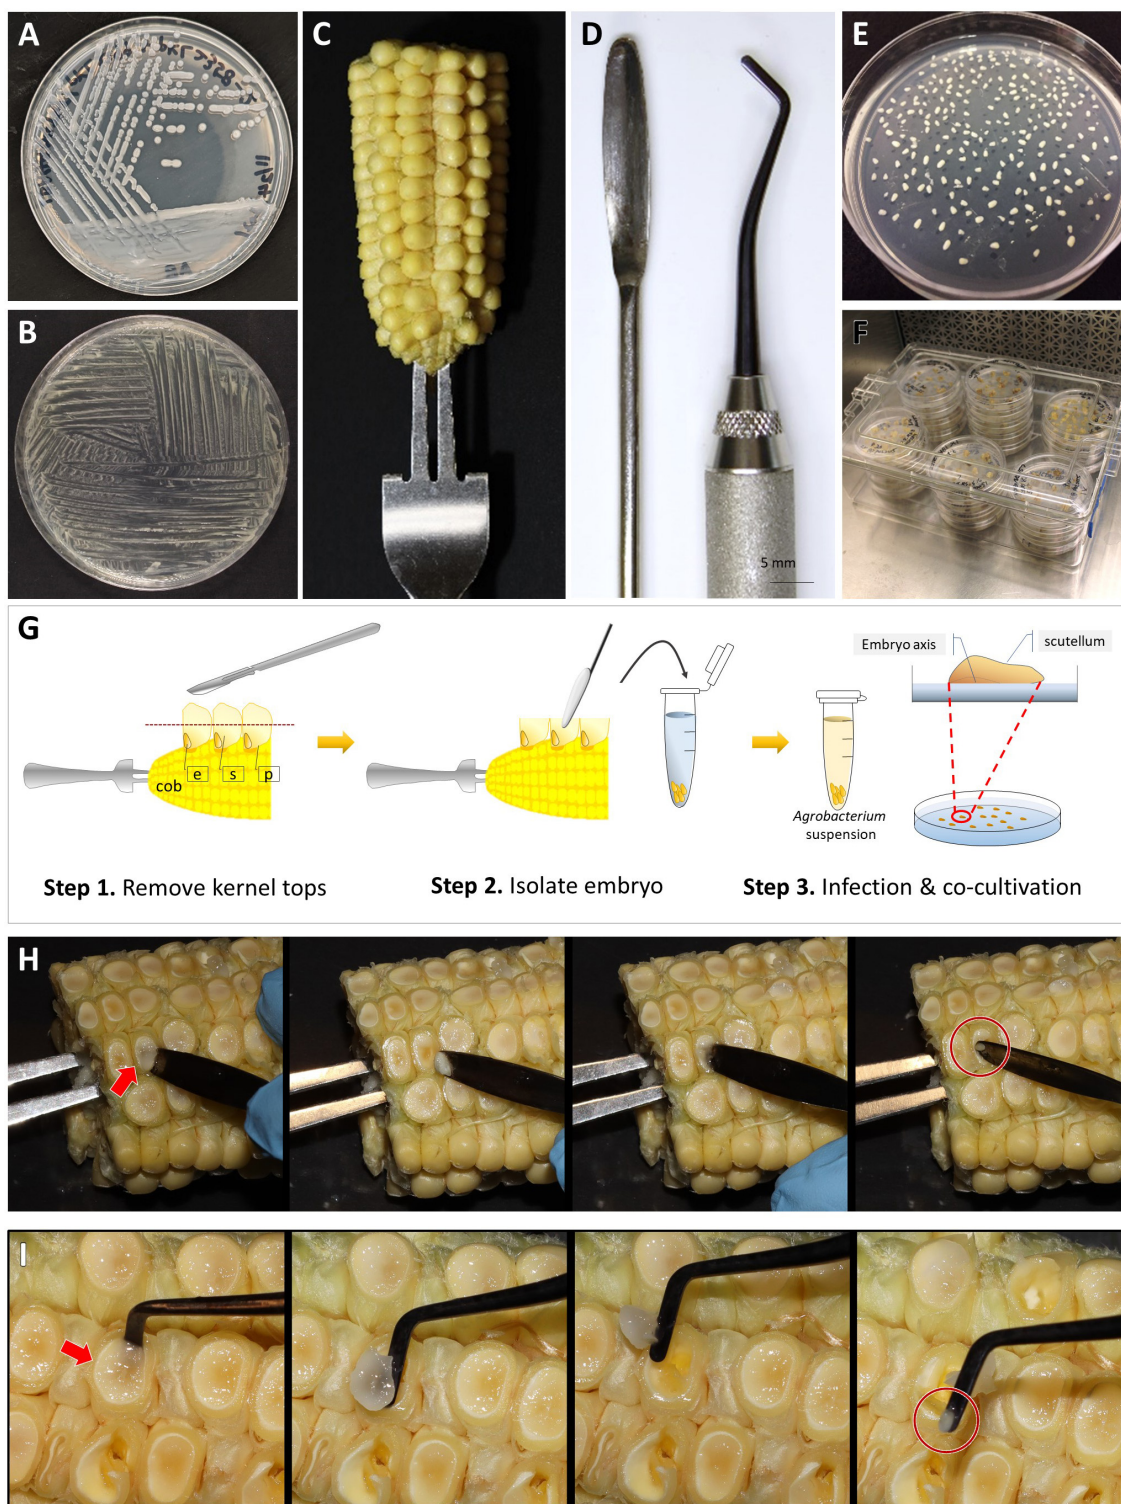 A
B
C
D
5 mm
E
F
G
e
s
p
cob
Step 1. Remove kernel tops
Step 2. Isolate embryo
Agrobacterium
suspension
Embryo axis
scutellum
Step 3. Infection & co-cultivation
H
I